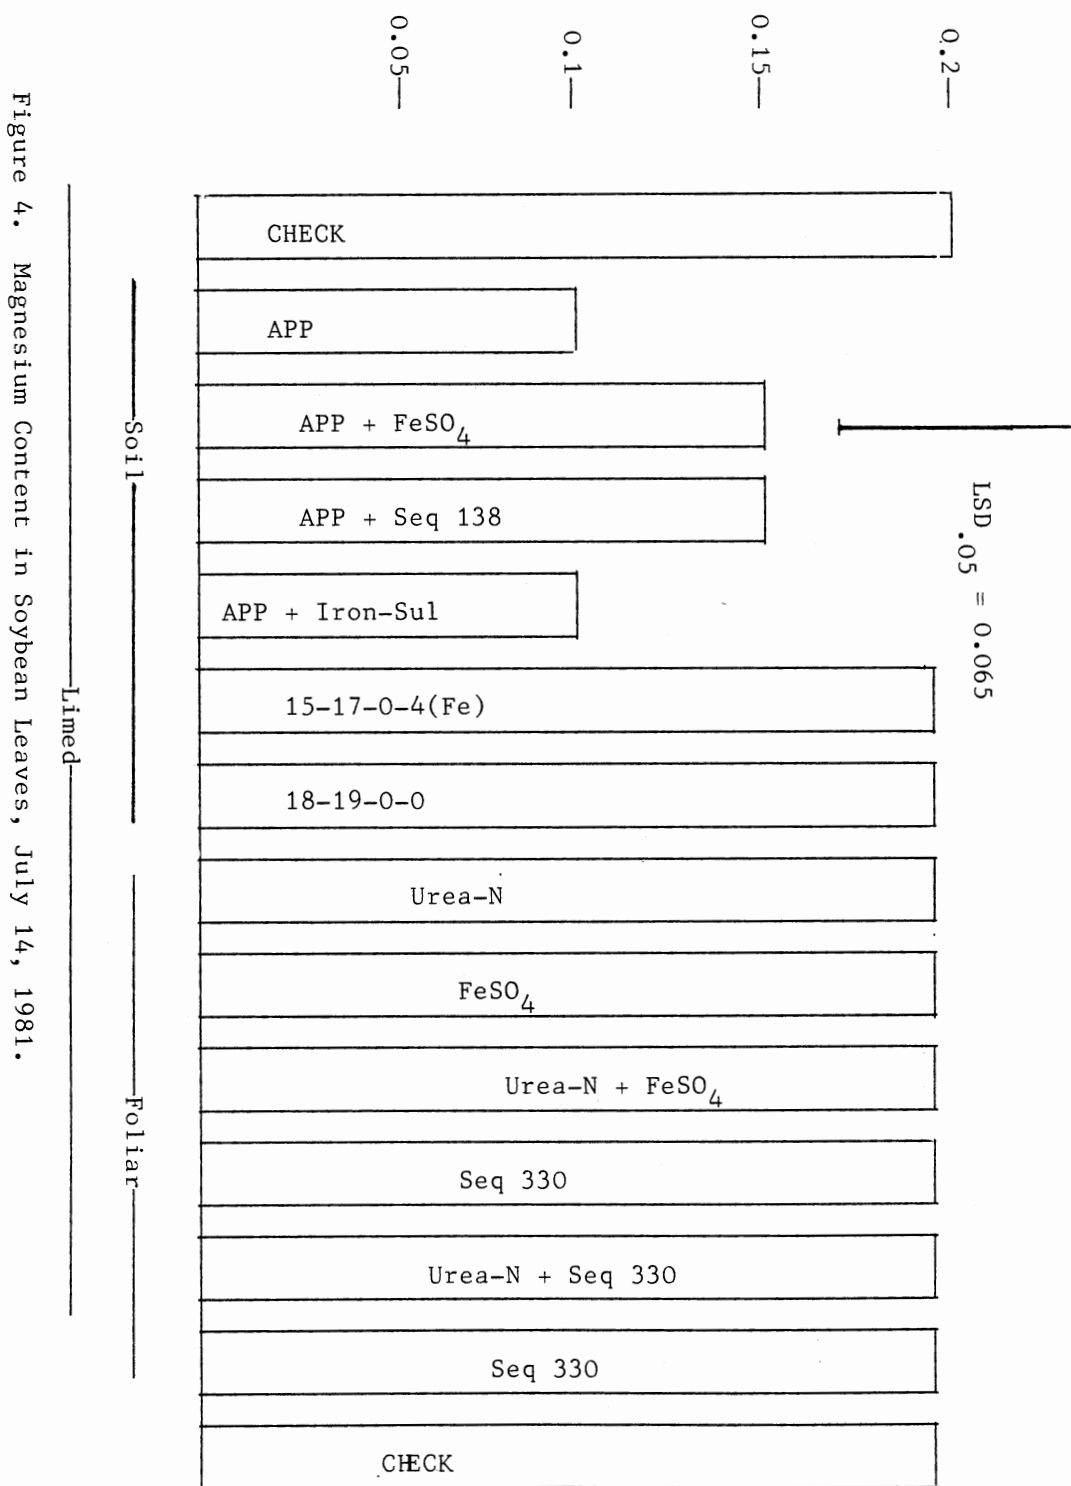 0.05
0.1
0.15
0.2
CHECK
APP
APP + FeSO4
APP + Seq 138
APP + Iron-Sul
15-17-0-4(Fe)
18-19-0-0
Urea-N
FeSO4
Urea-N + FeSO4
Seq 330
Urea-N + Seq 330
Seq 330
CHECK
LSD.05 = 0.065
Soil
Foliar
Limed
Figure 4. Magnesium Content in Soybean Leaves, July 14, 1981.